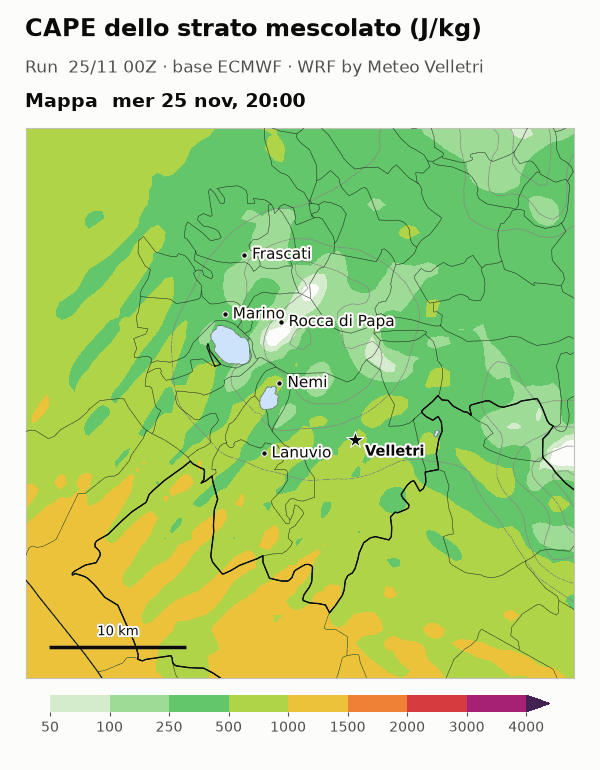 CAPE dello strato mescolato (J/kg)
Run  25/11 00Z · base ECMWF · WRF by Meteo Velletri
Mappa  mer 25 nov, 20:00
Frascati
Marino
Rocca di Papa
Nemi
Velletri
Lanuvio
10 km
50 100 250 500 1000 1500 2000 3000 4000